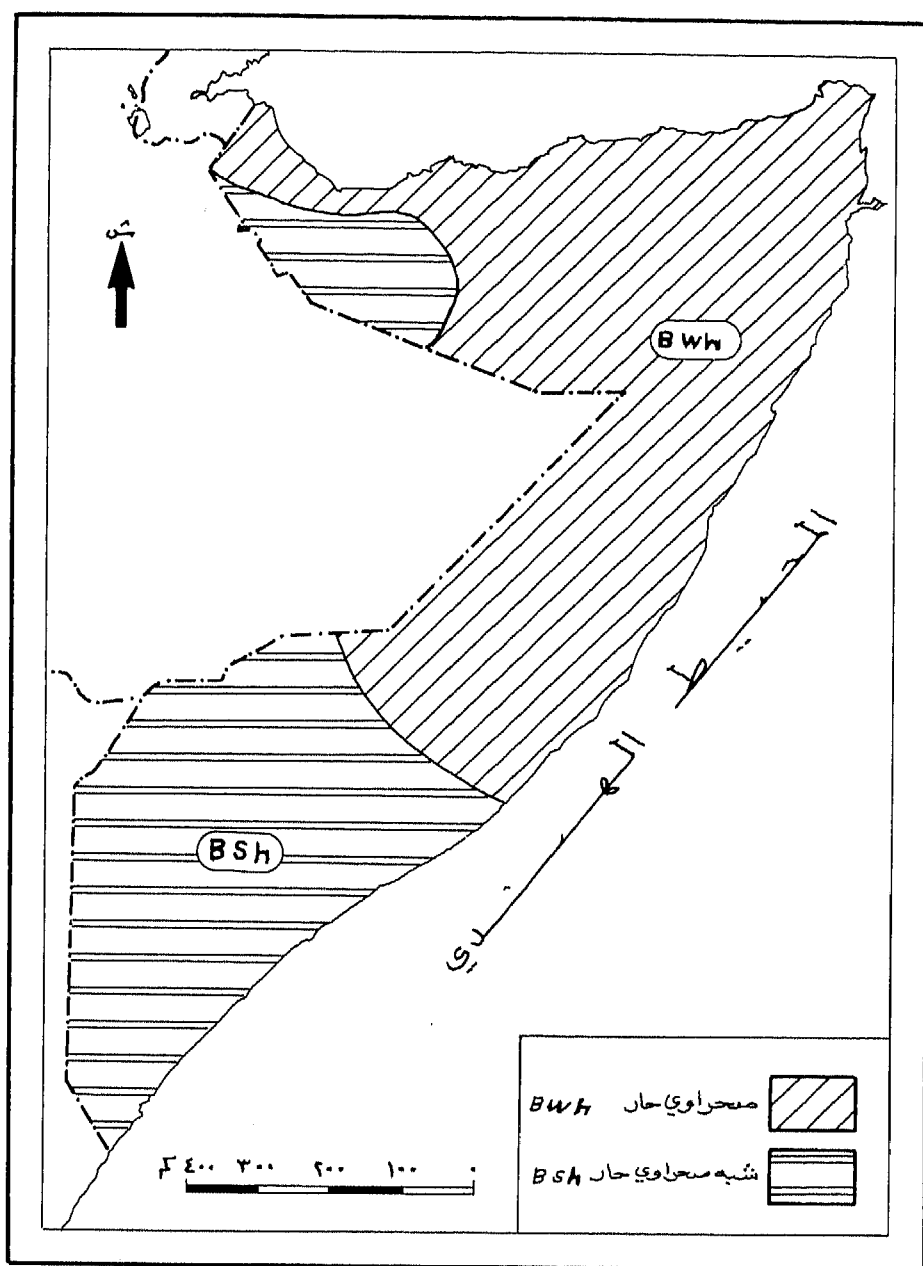 ش
BWh
المحيط
الهندي
BSh
صحراوي حار BWh
شبه صحراوي حار BSh
٤٠٠ ٣٠٠ ٢٠٠ ١٠٠ ٠ كم